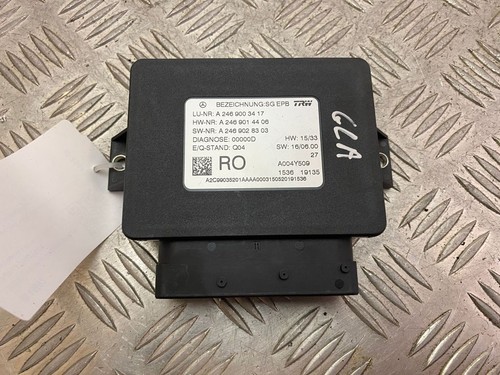 BEZEICHNUNG:SG EPB TRW
LU-NR: A 246 900 34 17
HW-NR: A 246 901 44 06
SW-NR: A 246 902 83 03
DIAGNOSE: 00000D HW: 15/33
E/Q-STAND: Q04 SW: 16/06.00
27
RO A004Y509
1536 19135
A2C99036201AAAA0003150520191536
GLA